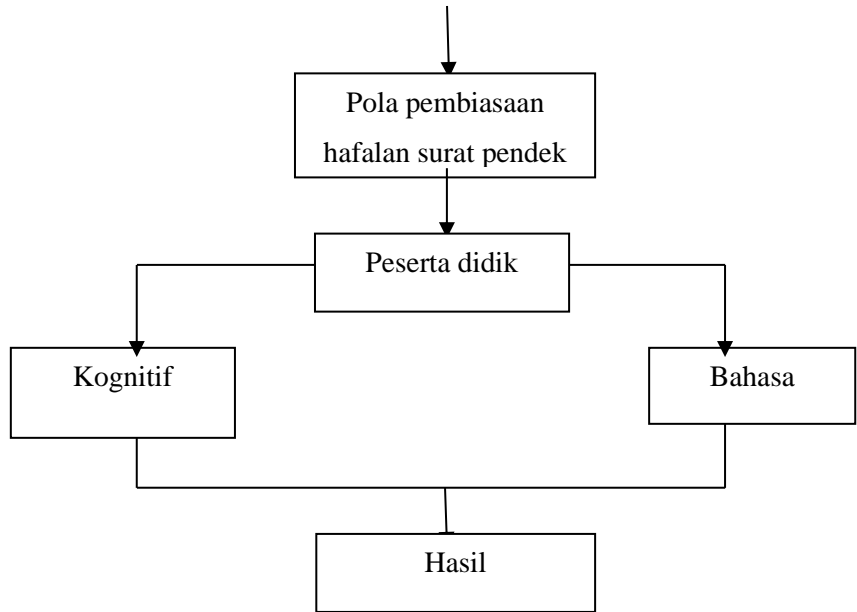 Pola pembiasaan
hafalan surat pendek
Peserta didik
Kognitif
Bahasa
Hasil